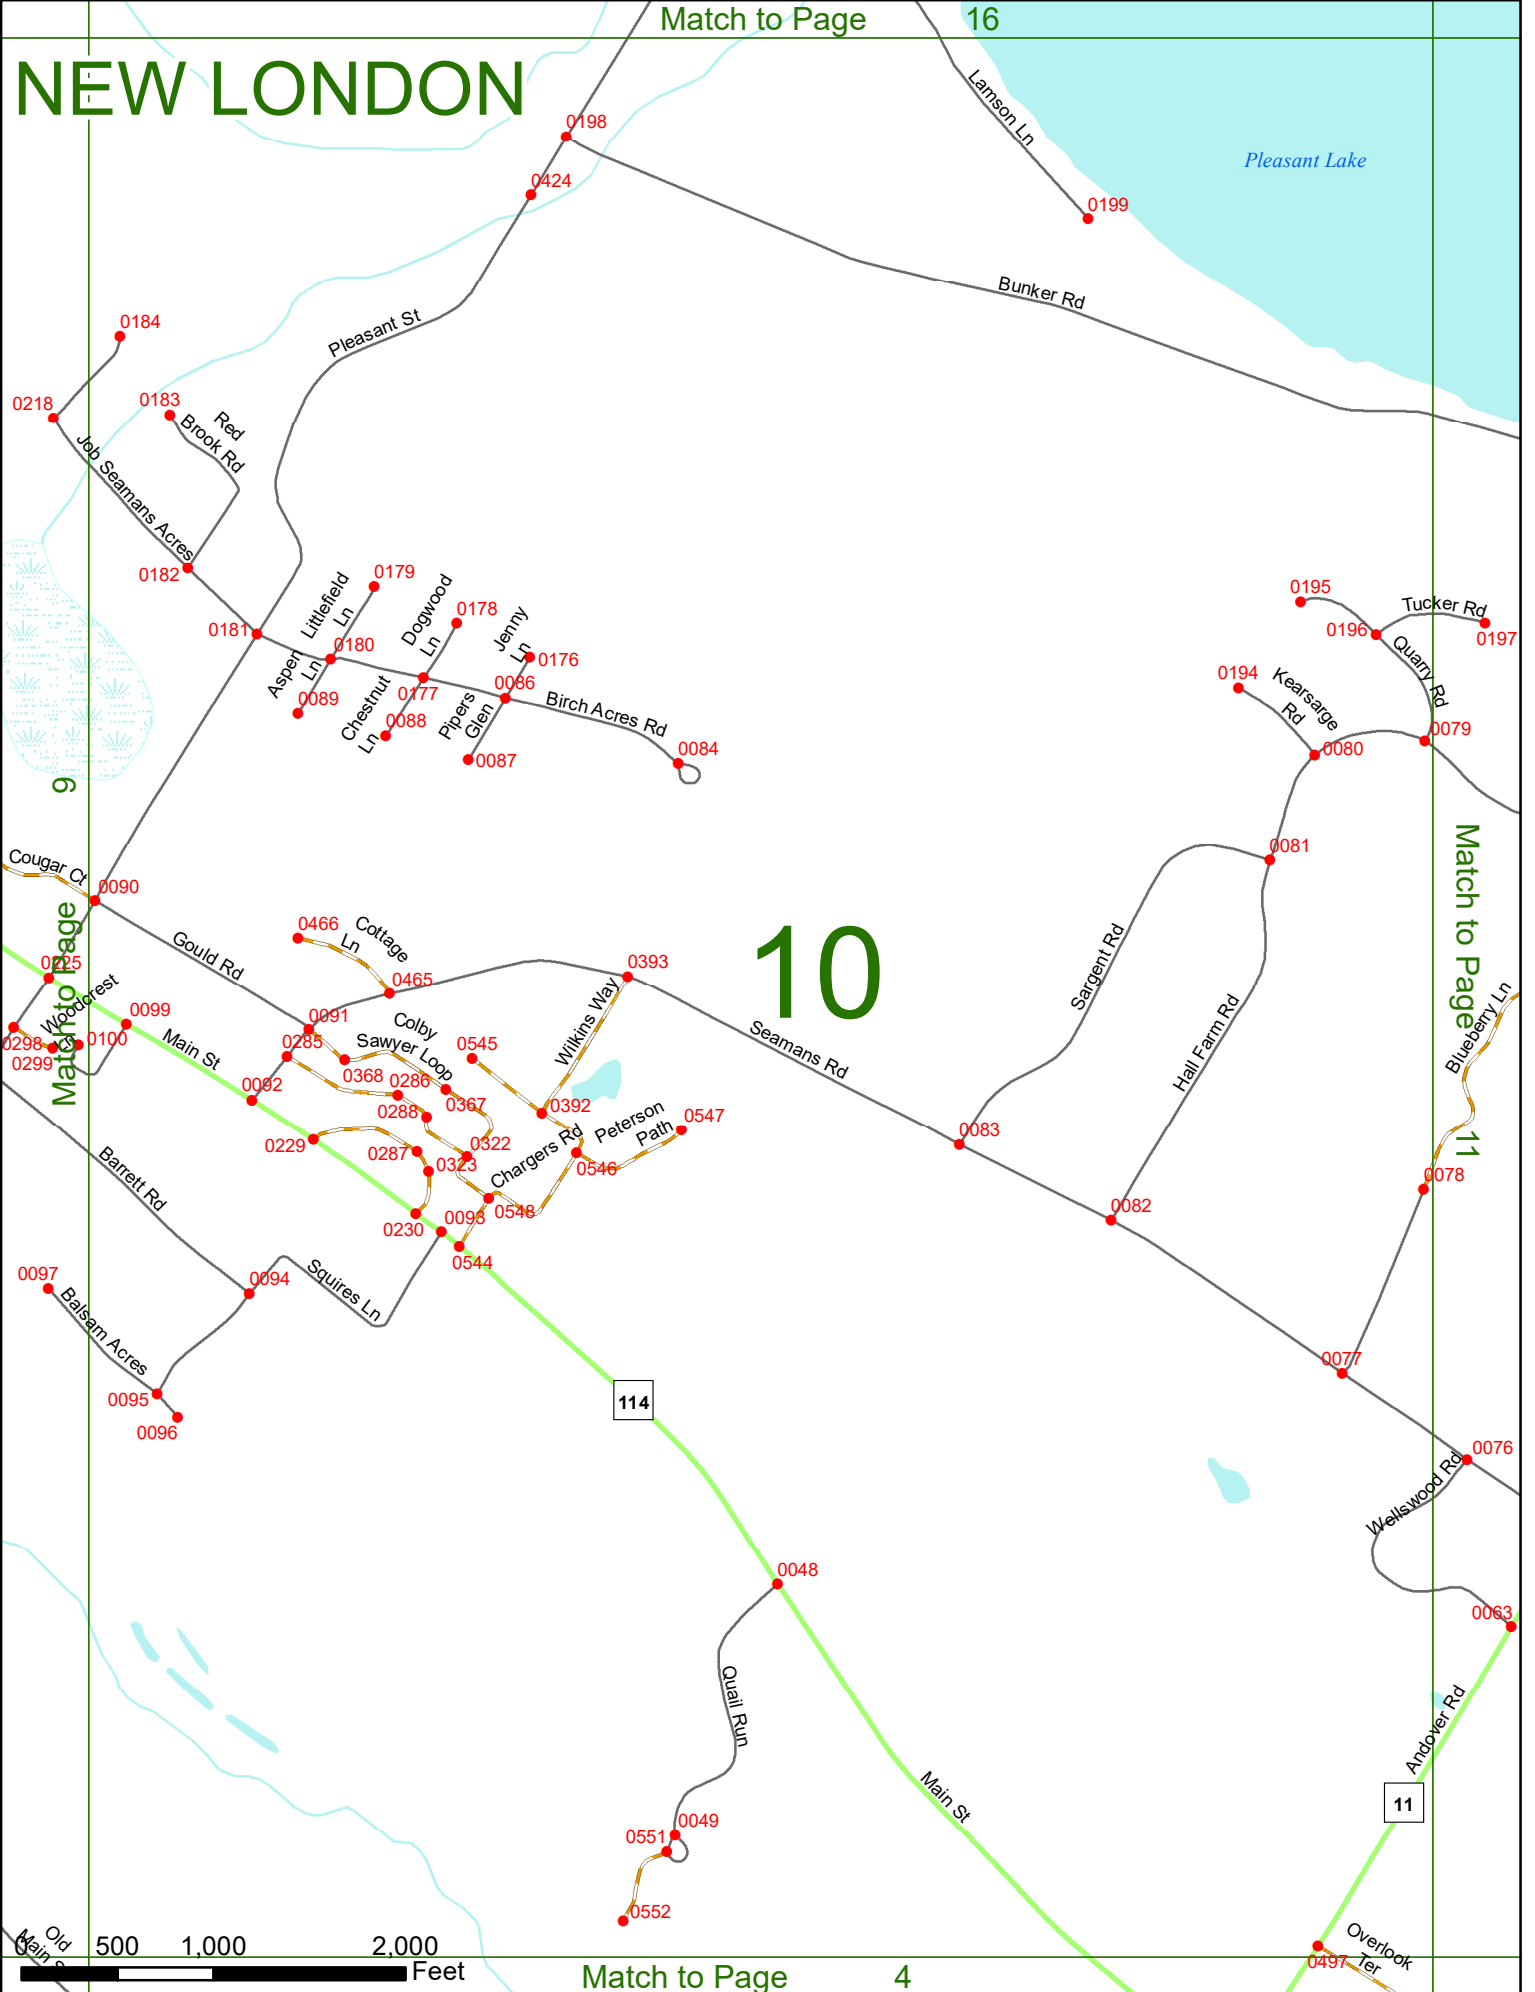 Match to Page 16
NEW LONDON
0198
Lamson Ln
Pleasant Lake
0424
0199
Bunker Rd
Pleasant St
0184
0218
0183
Red
Brook Rd
Job Seamans Acres
0182
0179
Littlefield
Ln
Dogwood
Ln
0178
Jenny
Ln
0195
Tucker Rd
0181
0180
0176
0196
0197
Quarry Rd
Aspen
Ln
0089
0177
0086
0194
Kearsarge
Rd
Chestnut
Ln
0088
Pipers
Glen
Birch Acres Rd
0087
0084
0080
0079
9
Match to Page
Cougar Ct
0090
0081
Match to Page
11
0466
Cottage
Ln
Gould Rd
10
0225
0465
0393
Sargent Rd
Woodcrest
Ln
0099
0091
Colby
Sawyer Loop
Wilkins Way
Seamans Rd
Hall Farm Rd
Blueberry Ln
0298
0299
0100
Main St
0285
0545
0368
0286
0092
0288
0367
0392
Peterson
Path
0547
0229
0287
0322
0323
Chargers Rd
0546
0083
0078
Barrett Rd
0548
0230
0093
0544
0082
0097
Balsam Acres
0094
Squires Ln
0077
0095
0096
114
0076
Wellswood Rd
0048
0063
Quail Run
Andover Rd
Main St
11
0049
0551
0552
Old
Main S
0497
Overlook
Ter
0 500 1,000 2,000
Feet
Match to Page 4